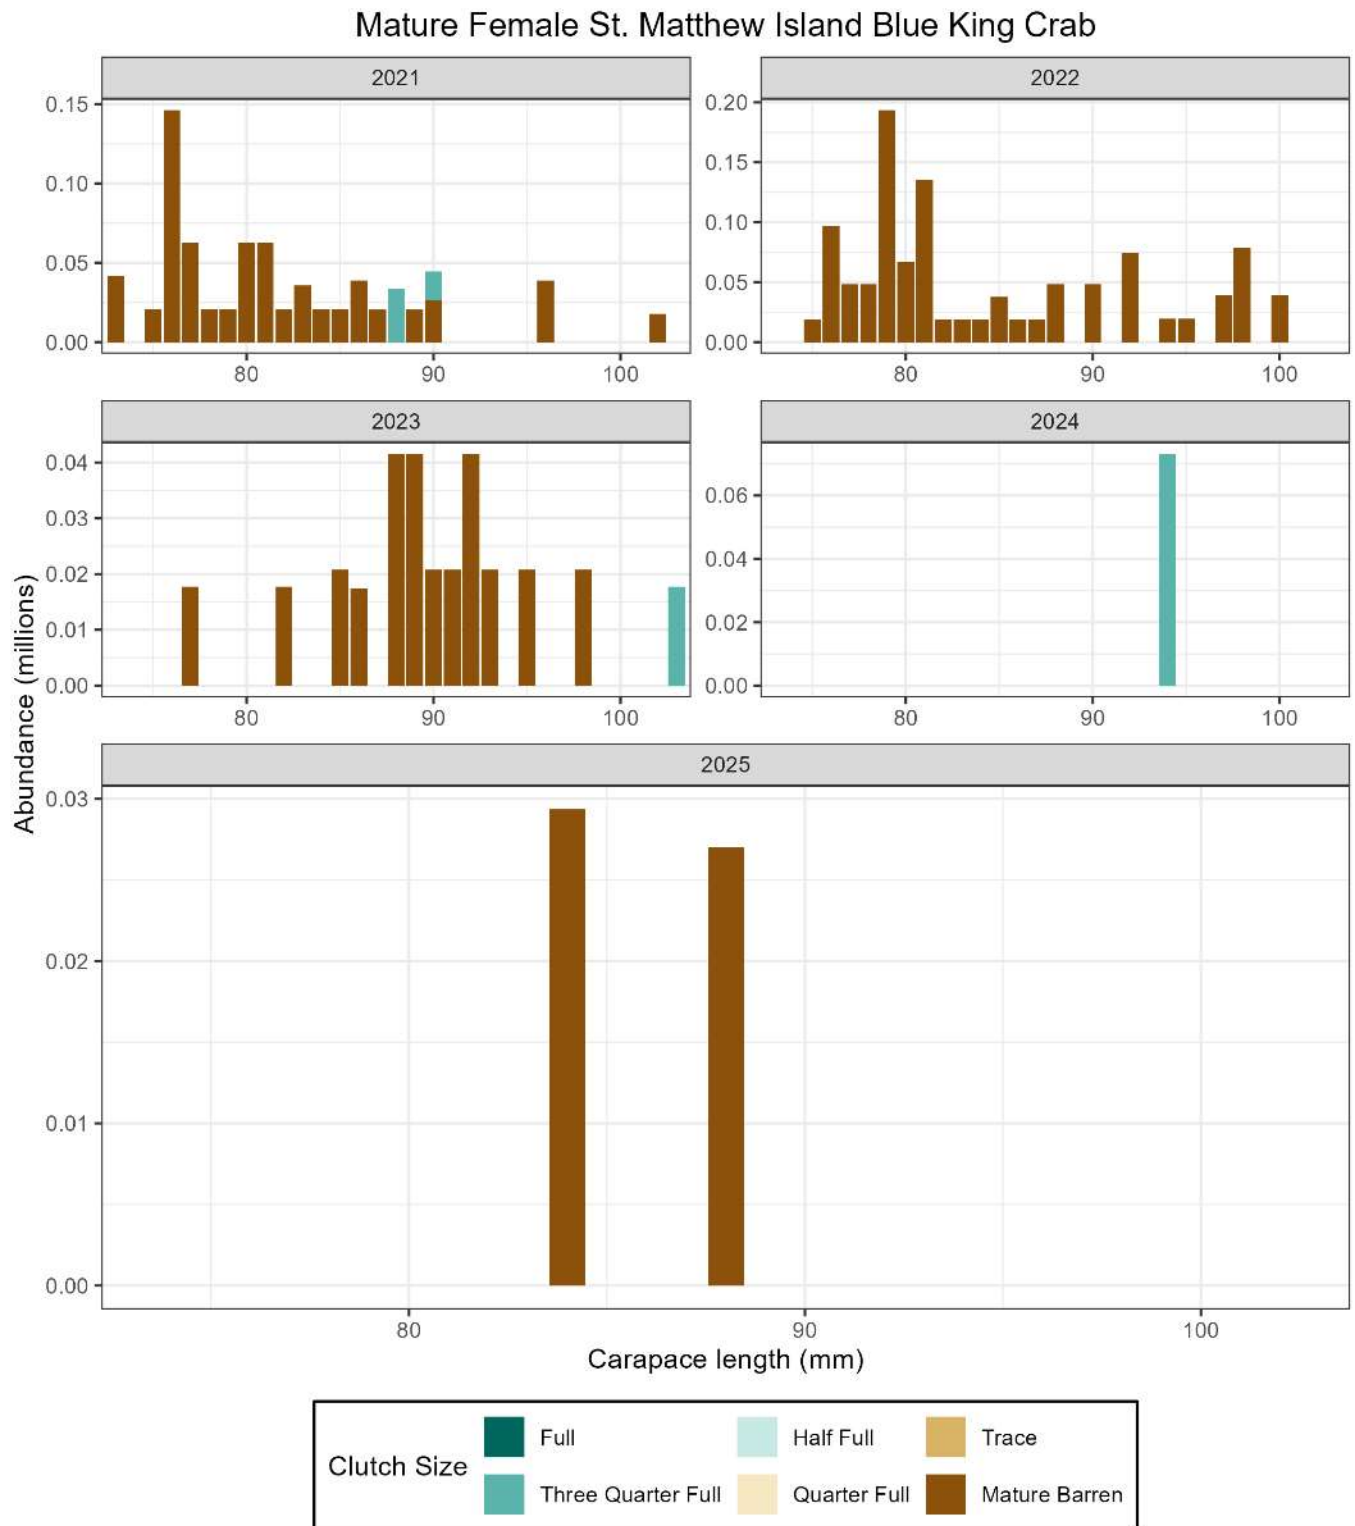 Mature Female St. Matthew Island Blue King Crab
2021
2022
0.15
0.10
0.05
0.00
80 90 100
0.20
0.15
0.10
0.05
0.00
80 90 100
2023
2024
0.04
0.03
0.02
0.01
0.00
80 90 100
0.06
0.04
0.02
0.00
80 90 100
Abundance (millions)
2025
0.03
0.02
0.01
0.00
80 90 100
Carapace length (mm)
Clutch Size
Full Half Full Trace
Three Quarter Full Quarter Full Mature Barren